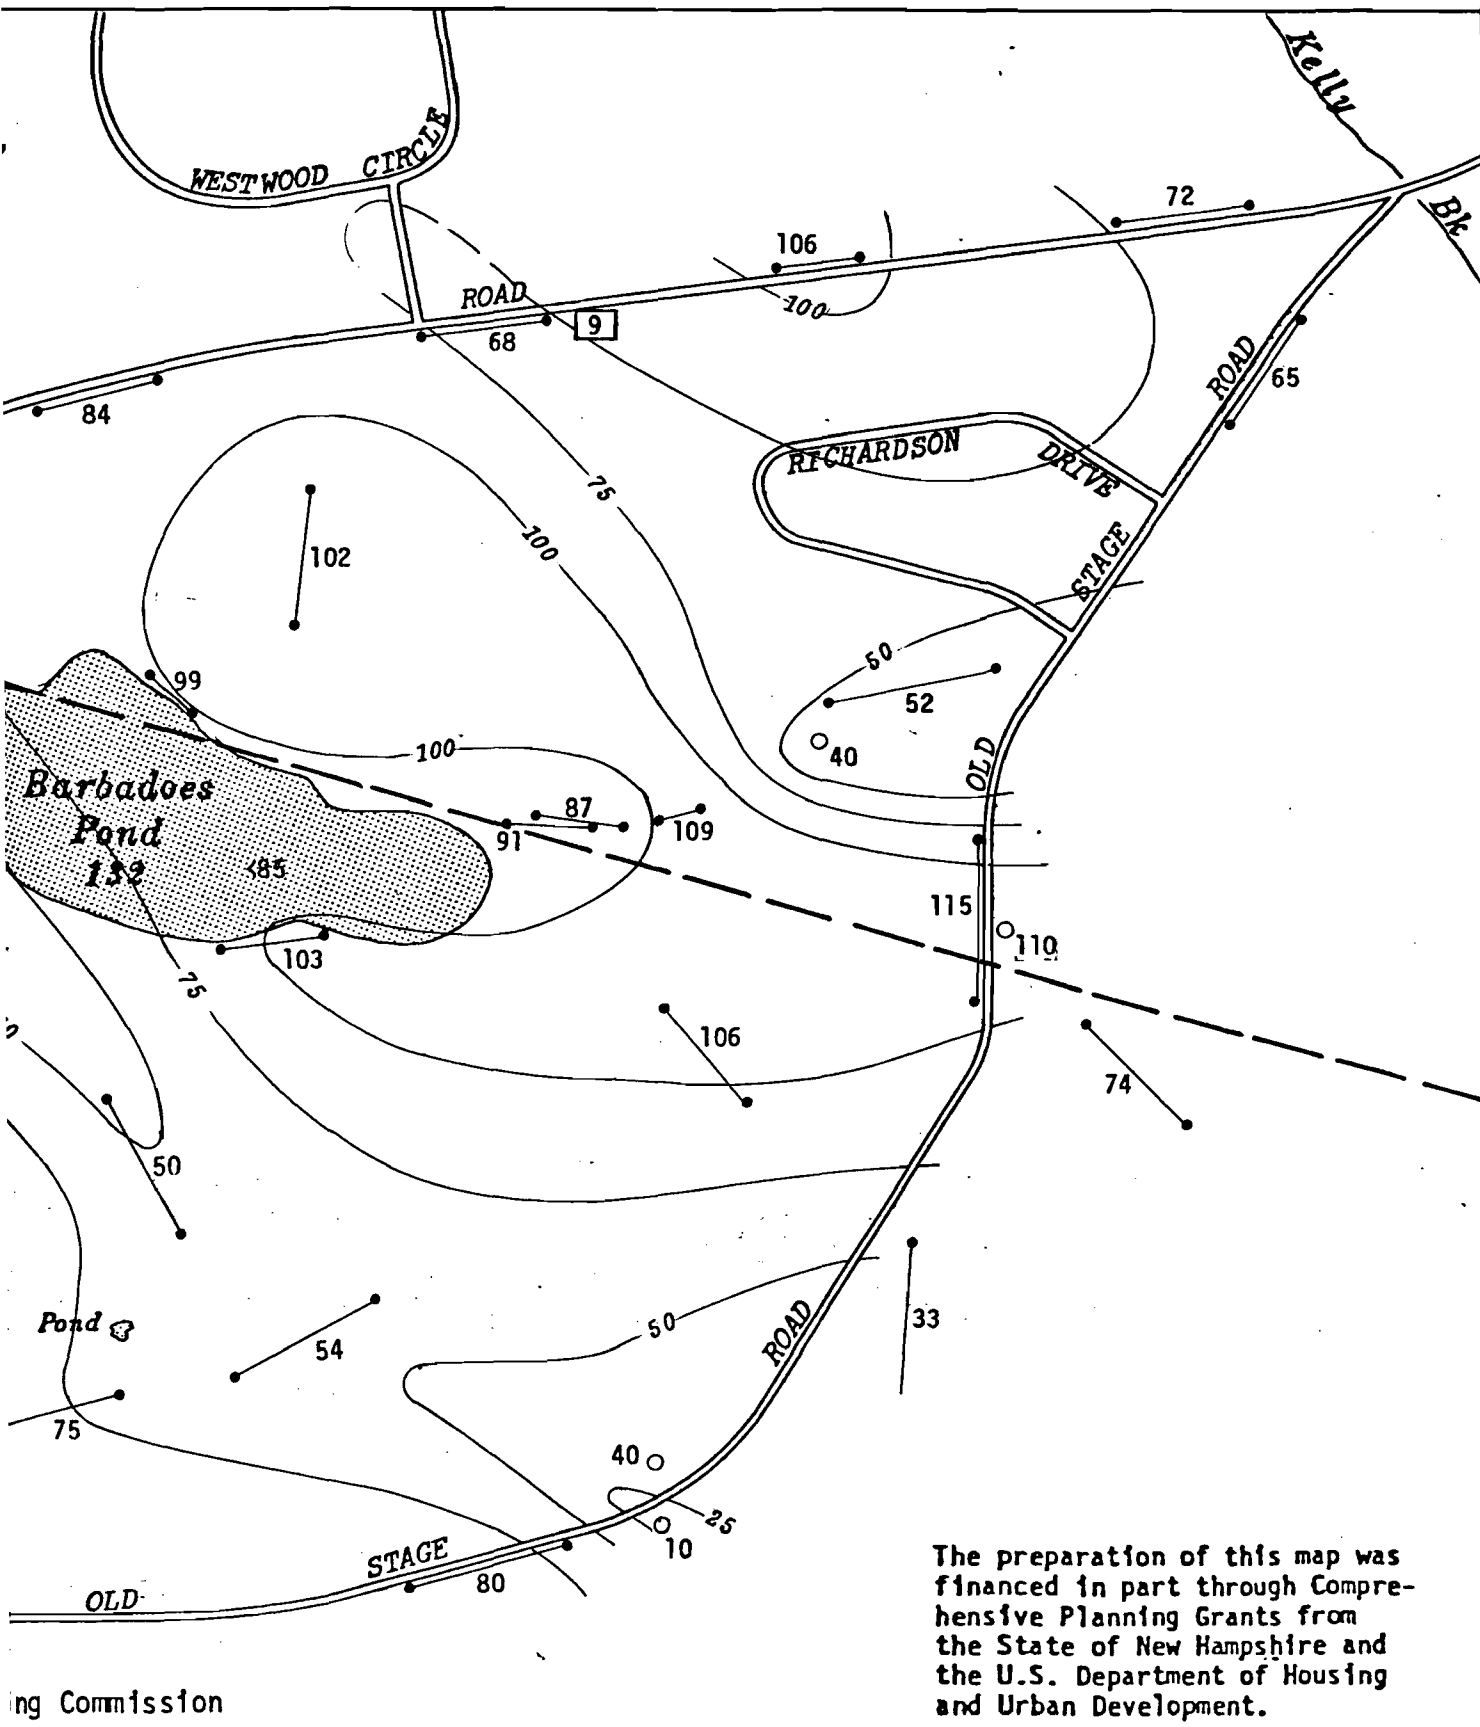 Kelly
WESTWOOD CIRCLE
72
Bk
106
ROAD
100
9
68
84
ROAD
65
RICHARDSON
DRIVE
75
100
102
STAGE
50
99
52
40
100
OLD
Barbadoes
Pond
132
<85
87
91
109
115
110
103
75
106
74
50
Pond
54
50
33
ROAD
75
40
25
10
STAGE
80
OLD
The preparation of this map was
financed in part through Compre-
hensive Planning Grants from
the State of New Hampshire and
the U.S. Department of Housing
and Urban Development.
ing Commission